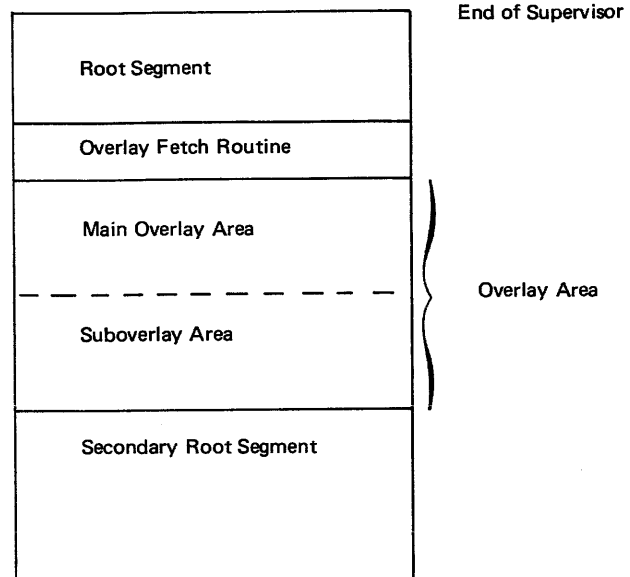 End of Supervisor
Root Segment
Overlay Fetch Routine
Main Overlay Area
Overlay Area
Suboverlay Area
Secondary Root Segment